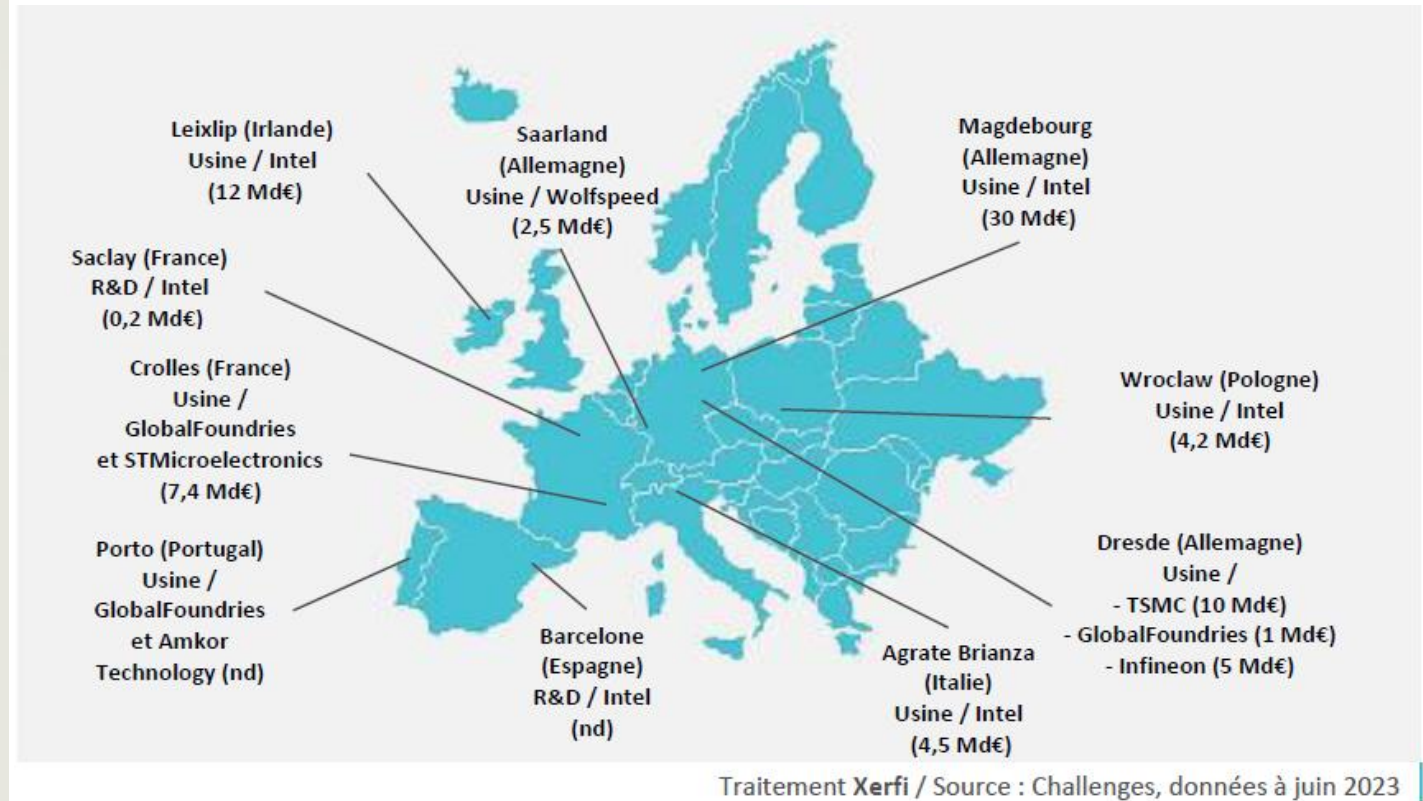 Leixlip (Irlande)
Usine / Intel
(12 Md€)
Saarland
(Allemagne)
Usine / Wolfspeed
(2,5 Md€)
Magdebourg
(Allemagne)
Usine / Intel
(30 Md€)
Saclay (France)
R&D / Intel
(0,2 Md€)
Crolles (France)
Usine /
GlobalFoundries
et STMicroelectronics
(7,4 Md€)
Wroclaw (Pologne)
Usine / Intel
(4,2 Md€)
Porto (Portugal)
Usine /
GlobalFoundries
et Amkor
Technology (nd)
Barcelone
(Espagne)
R&D / Intel
(nd)
Agrate Brianza
(Italie)
Usine / Intel
(4,5 Md€)
Dresde (Allemagne)
Usine /
- TSMC (10 Md€)
- GlobalFoundries (1 Md€)
- Infineon (5 Md€)
Traitement Xerfi / Source : Challenges, données à juin 2023